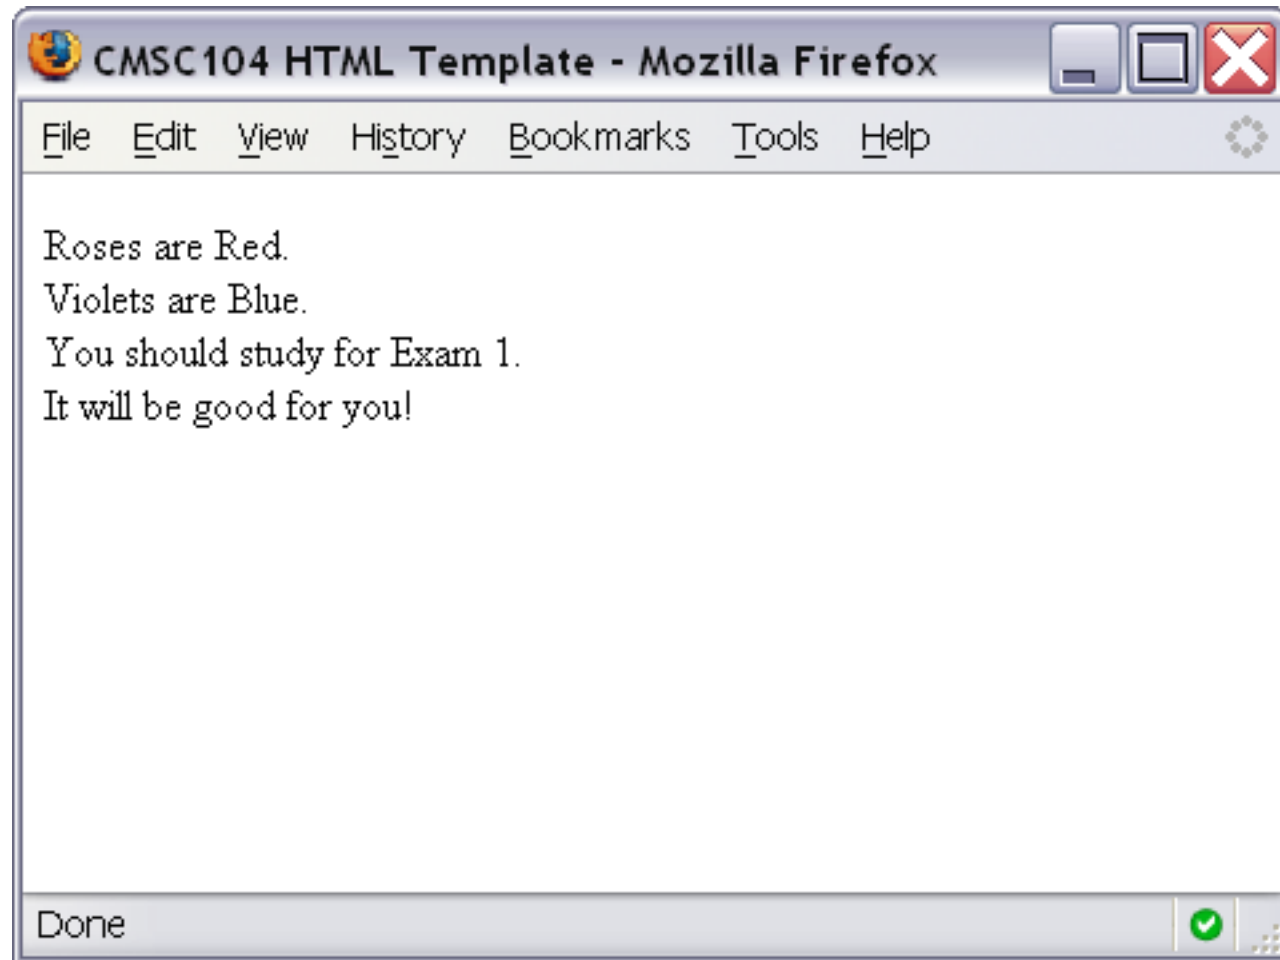 CMSC104 HTML Template - Mozilla Firefox
File Edit View History Bookmarks Tools Help
Roses are Red.
Violets are Blue.
You should study for Exam 1.
It will be good for you!
Done